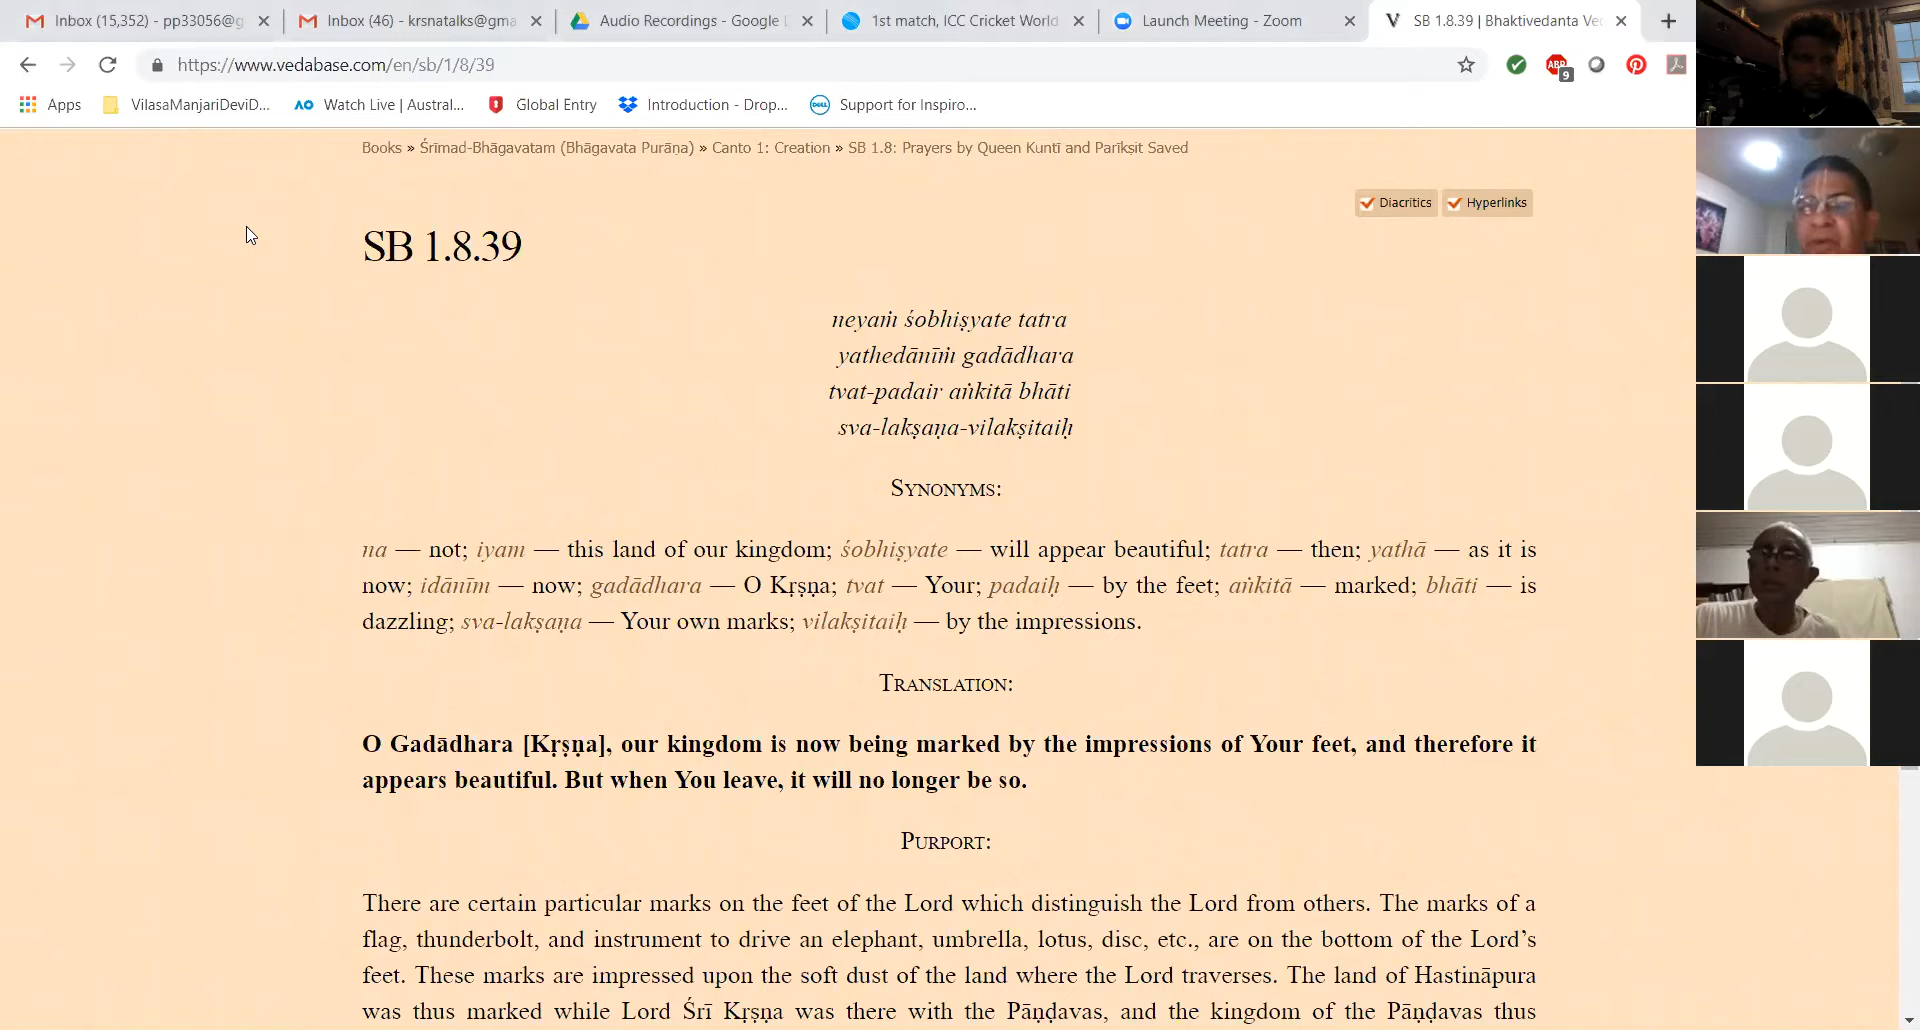 Inbox (15,352) - pp33056@g
Inbox (46) - krsnatalks@gma
Audio Recordings - Google
1st match, ICC Cricket World
Launch Meeting - Zoom
SB 1.8.39 | Bhaktivedanta Ve
https://www.vedabase.com/en/sb/1/8/39
ABP
9
Apps
VilasaManjariDeviD...
Watch Live | Austral...
Global Entry
Introduction - Drop...
DELL
Support for Inspiro...
Books » Śrīmad-Bhāgavatam (Bhāgavata Purāṇa) » Canto 1: Creation » SB 1.8: Prayers by Queen Kuntī and Parīkṣit Saved
Diacritics
Hyperlinks
SB 1.8.39
neyaṁ śobhiṣyate tatra
yathedānīṁ gadādhara
tvat-padair aṅkitā bhāti
sva-lakṣaṇa-vilakṣitaiḥ
SYNONYMS:
na — not; iyam — this land of our kingdom; śobhiṣyate — will appear beautiful; tatra — then; yathā — as it is
now; idānīm — now; gadādhara — O Kṛṣṇa; tvat — Your; padaiḥ — by the feet; aṅkitā — marked; bhāti — is
dazzling; sva-lakṣaṇa — Your own marks; vilakṣitaiḥ — by the impressions.
TRANSLATION:
O Gadādhara [Kṛṣṇa], our kingdom is now being marked by the impressions of Your feet, and therefore it
appears beautiful. But when You leave, it will no longer be so.
PURPORT:
There are certain particular marks on the feet of the Lord which distinguish the Lord from others. The marks of a
flag, thunderbolt, and instrument to drive an elephant, umbrella, lotus, disc, etc., are on the bottom of the Lord’s
feet. These marks are impressed upon the soft dust of the land where the Lord traverses. The land of Hastināpura
was thus marked while Lord Śrī Kṛṣṇa was there with the Pāṇḍavas, and the kingdom of the Pāṇḍavas thus